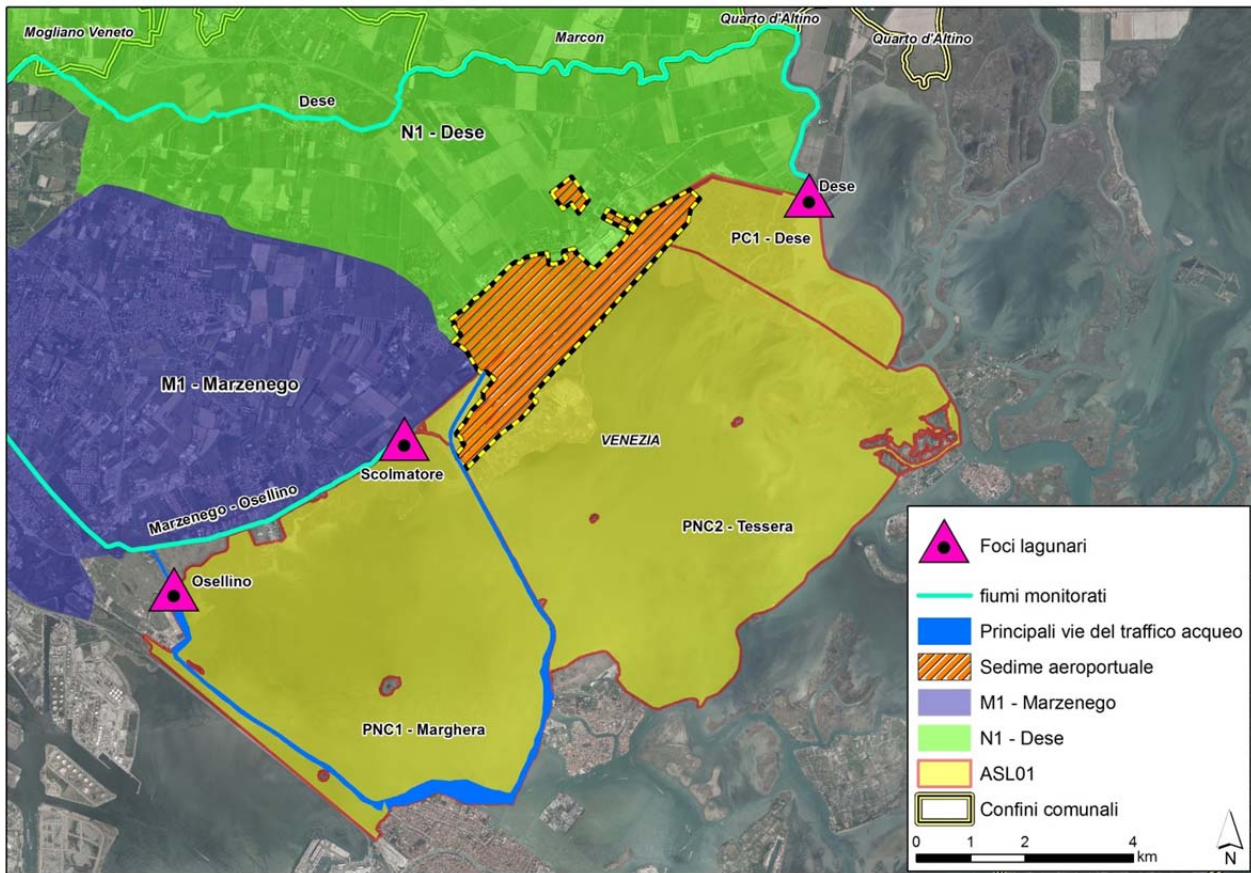 Mogliano Veneto
Marcon
Quarto d'Altino
Quarto d'Altino
Dese
N1 - Dese
Dese
PC1 - Dese
M1 - Marzenego
VENEZIA
Scolmatore
Marzenego - Osellino
PNC2 - Tessera
Osellino
PNC1 - Marghera
Foci lagunari
fiumi monitorati
Principali vie del traffico acqueo
Sedime aeroportuale
M1 - Marzenego
N1 - Dese
ASL01
Confini comunali
0 2 4
km
N